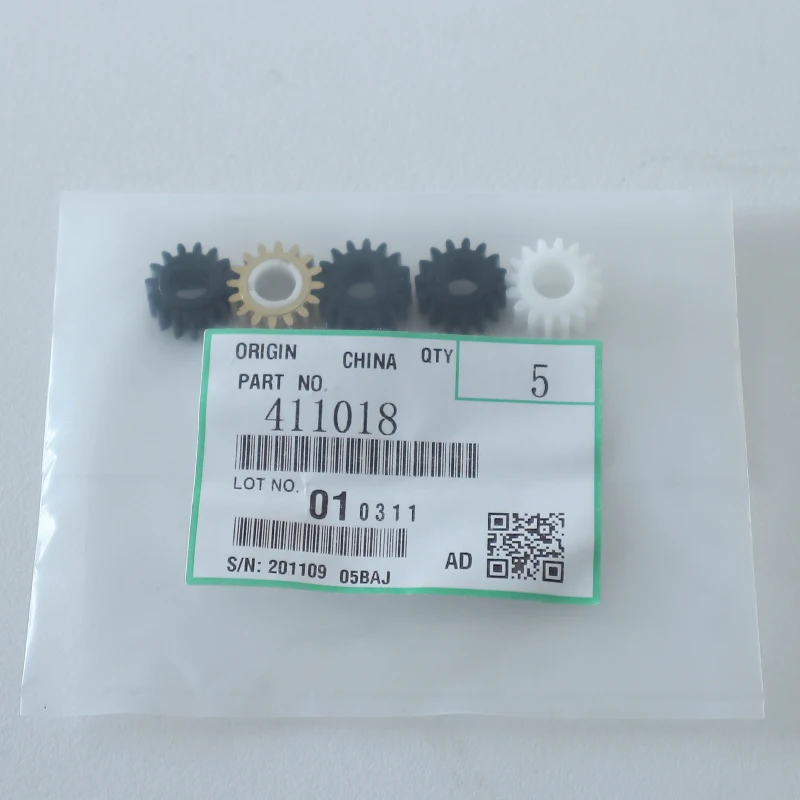 ORIGIN CHINA QTY 5
PART NO.
411018
LOT NO. 01 0311
S/N: 201109 05BAJ AD